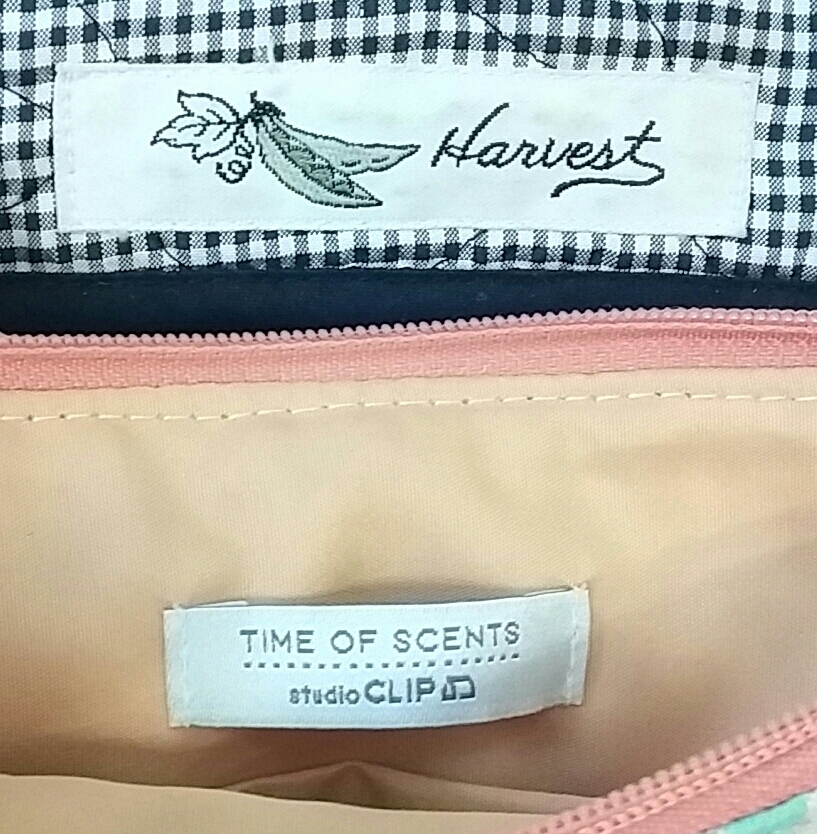 Harvest
TIME OF SCENTS
studio CLIP